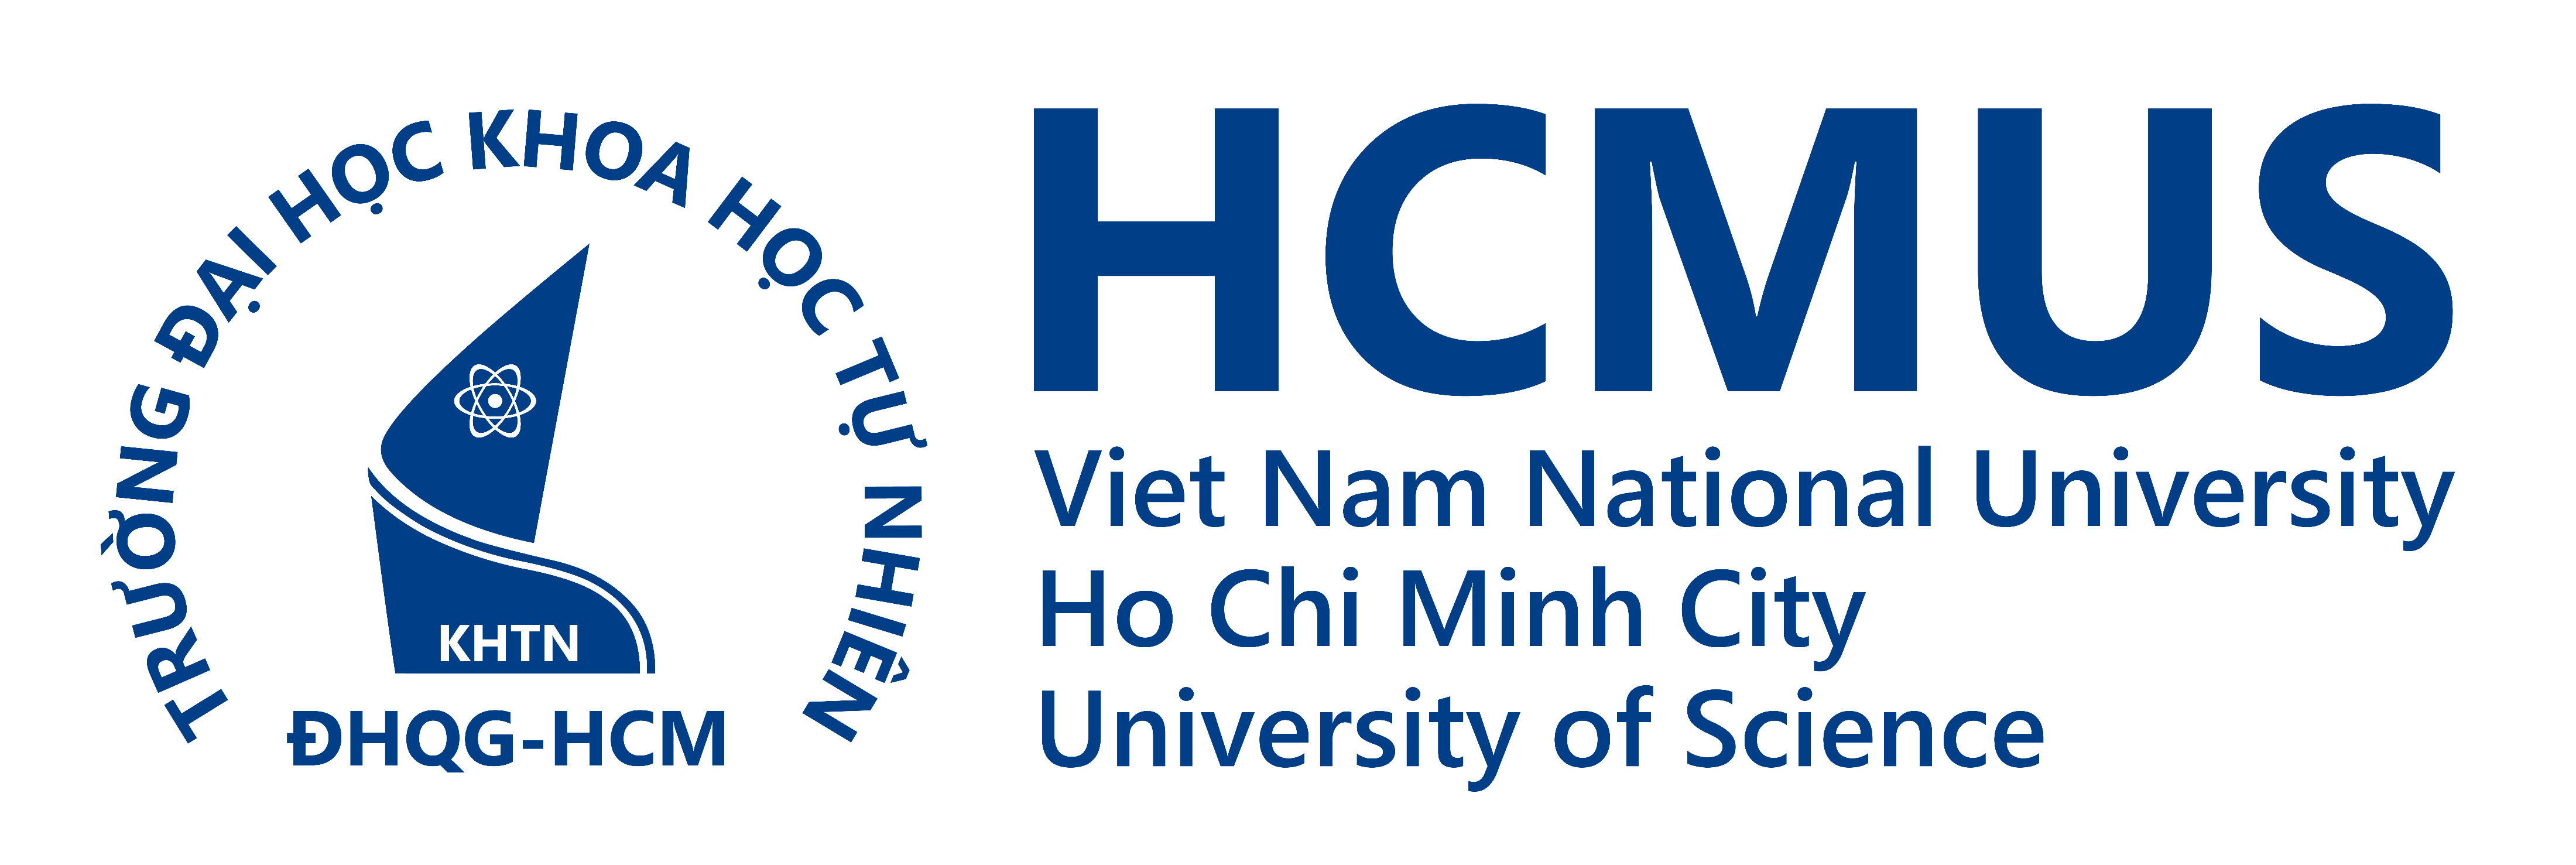 TRƯỜNG ĐẠI HỌC KHOA HỌC TỰ NHIÊN
KHTN
ĐHQG-HCM
HCMUS
Viet Nam National University
Ho Chi Minh City
University of Science